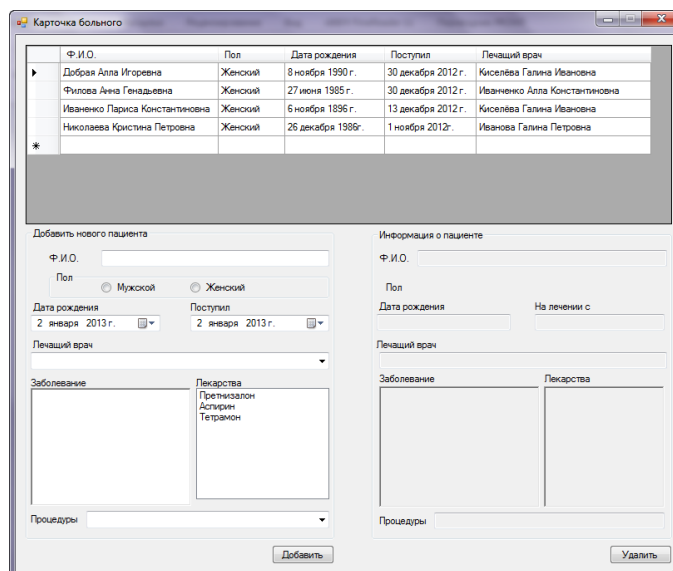 Карточка больного
Ф.И.О. Пол Дата рождения Поступил Лечащий врач
Добрая Алла Игоревна Женский 8 ноября 1990 г. 30 декабря 2012 г. Киселёва Галина Ивановна
Филова Анна Генадьевна Женский 27 июня 1985 г. 30 декабря 2012 г. Иванченко Алла Константиновна
Иваненко Лариса Константиновна Женский 6 ноября 1896 г. 13 декабря 2012 г. Киселёва Галина Ивановна
Николаева Кристина Петровна Женский 26 декабря 1986г. 1 ноября 2012г. Иванова Галина Петровна
Добавить нового пациента
Ф.И.О.
Пол
Мужской Женский
Дата рождения Поступил
2 января 2013 г. 2 января 2013 г.
Лечащий врач
Заболевание Лекарства
Претнизалон
Аспирин
Тетрамон
Процедуры
Добавить
Информация о пациенте
Ф.И.О.
Пол
Дата рождения На лечении с
Лечащий врач
Заболевание Лекарства
Процедуры
Удалить